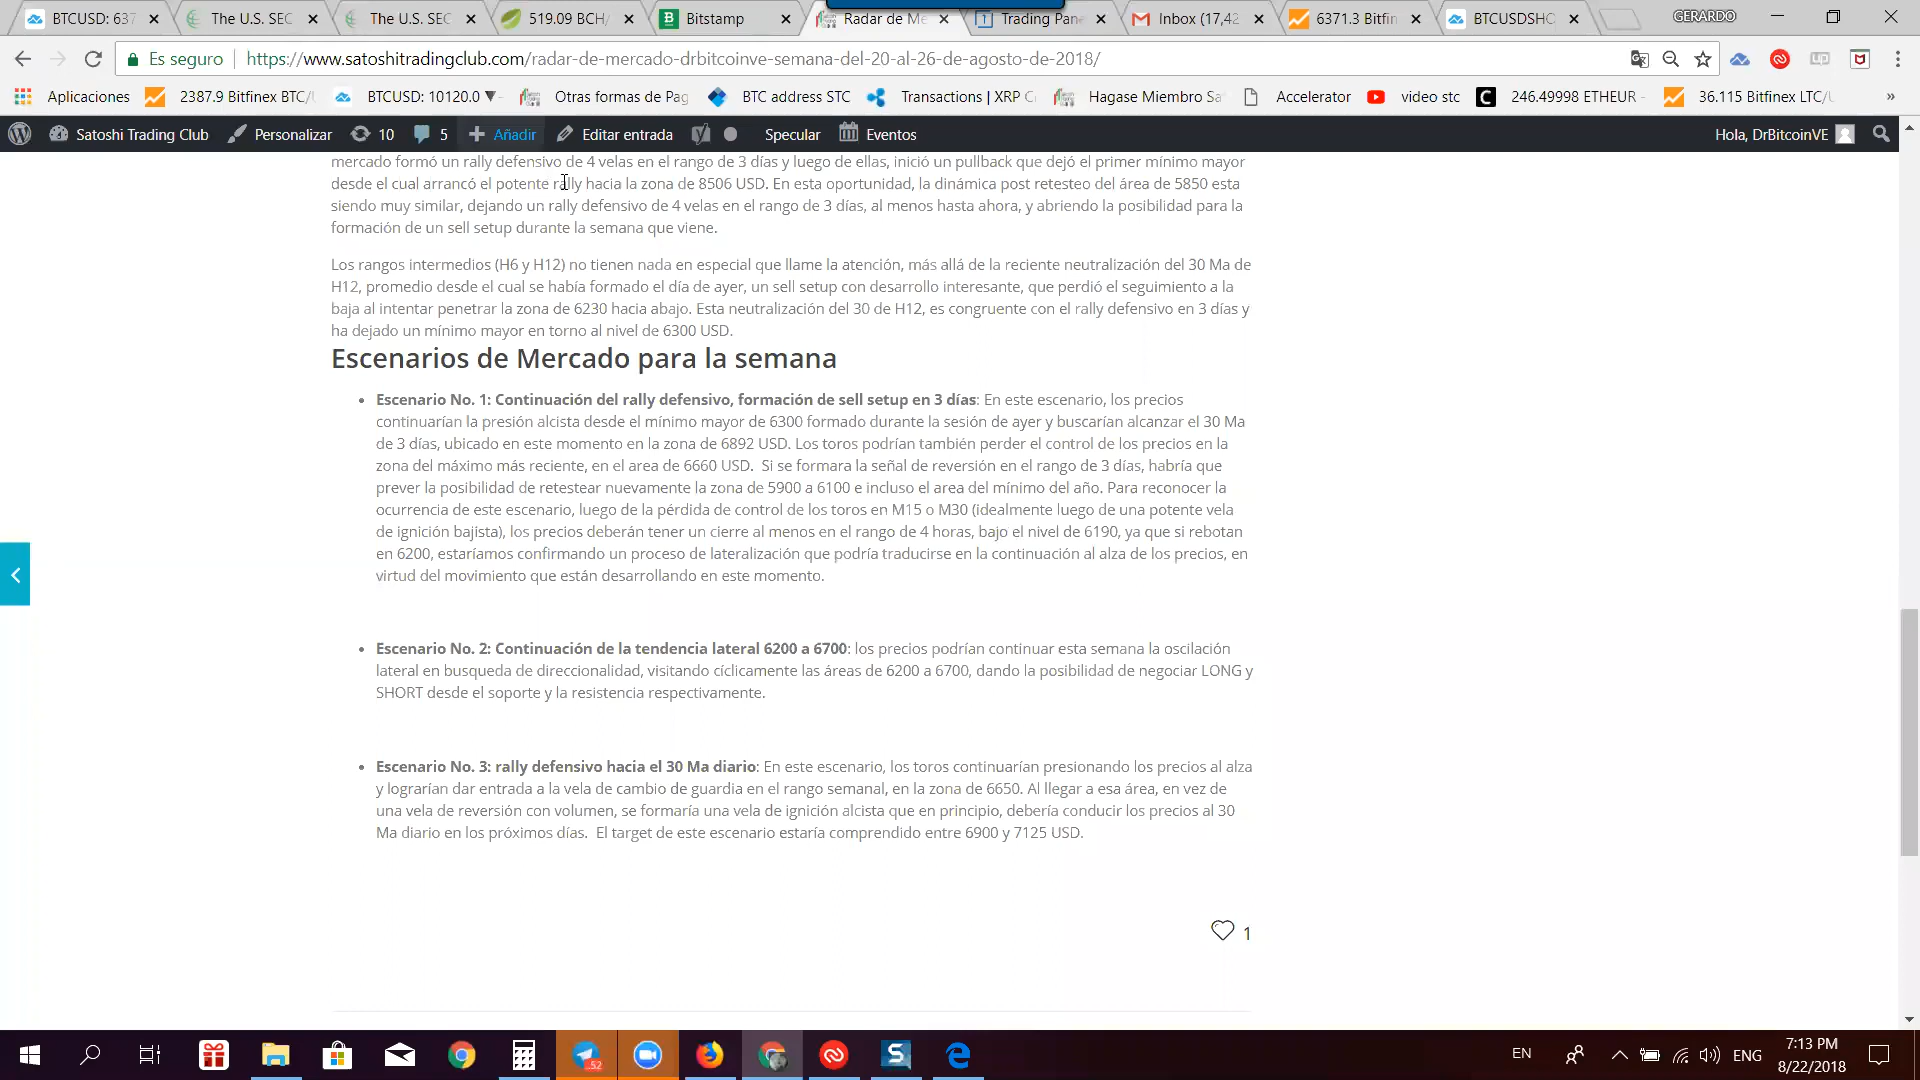 BTCUSD: 637
The U.S. SEC
The U.S. SEC
519.09 BCH/
Bitstamp
Radar de Me
Trading Pan
Inbox (17,42
6371.3 Bitfin
BTCUSDSHO
GERARDO
Es seguro
https://www.satoshitradingclub.com/radar-de-mercado-drbitcoinve-semana-del-20-al-26-de-agosto-de-2018/
Aplicaciones
2387.9 Bitfinex BTC/
BTCUSD: 10120.0 ▼
Otras formas de Pag
BTC address STC
Transactions | XRP C
Hagase Miembro Sa
Accelerator
video stc
246.49998 ETHEUR
36.115 Bitfinex LTC/
»
Satoshi Trading Club
Personalizar
10
5
Añadir
Editar entrada
Specular
Eventos
Hola, DrBitcoinVE
mercado formó un rally defensivo de 4 velas en el rango de 3 días y luego de ellas, inició un pullback que dejó el primer mínimo mayor
desde el cual arrancó el potente rally hacia la zona de 8506 USD. En esta oportunidad, la dinámica post retesteo del área de 5850 esta
siendo muy similar, dejando un rally defensivo de 4 velas en el rango de 3 días, al menos hasta ahora, y abriendo la posibilidad para la
formación de un sell setup durante la semana que viene.
Los rangos intermedios (H6 y H12) no tienen nada en especial que llame la atención, más allá de la reciente neutralización del 30 Ma de
H12, promedio desde el cual se había formado el día de ayer, un sell setup con desarrollo interesante, que perdió el seguimiento a la
baja al intentar penetrar la zona de 6230 hacia abajo. Esta neutralización del 30 de H12, es congruente con el rally defensivo en 3 días y
ha dejado un mínimo mayor en torno al nivel de 6300 USD.
Escenarios de Mercado para la semana
• Escenario No. 1: Continuación del rally defensivo, formación de sell setup en 3 días: En este escenario, los precios
continuarían la presión alcista desde el mínimo mayor de 6300 formado durante la sesión de ayer y buscarían alcanzar el 30 Ma
de 3 días, ubicado en este momento en la zona de 6892 USD. Los toros podrían también perder el control de los precios en la
zona del máximo más reciente, en el area de 6660 USD.  Si se formara la señal de reversión en el rango de 3 días, habría que
prever la posibilidad de retestear nuevamente la zona de 5900 a 6100 e incluso el area del mínimo del año. Para reconocer la
ocurrencia de este escenario, luego de la pérdida de control de los toros en M15 o M30 (idealmente luego de una potente vela
de ignición bajista), los precios deberán tener un cierre al menos en el rango de 4 horas, bajo el nivel de 6190, ya que si rebotan
en 6200, estaríamos confirmando un proceso de lateralización que podría traducirse en la continuación al alza de los precios, en
virtud del movimiento que están desarrollando en este momento.
• Escenario No. 2: Continuación de la tendencia lateral 6200 a 6700: los precios podrían continuar esta semana la oscilación
lateral en busqueda de direccionalidad, visitando cíclicamente las áreas de 6200 a 6700, dando la posibilidad de negociar LONG y
SHORT desde el soporte y la resistencia respectivamente.
• Escenario No. 3: rally defensivo hacia el 30 Ma diario: En este escenario, los toros continuarían presionando los precios al alza
y lograrían dar entrada a la vela de cambio de guardia en el rango semanal, en la zona de 6650. Al llegar a esa área, en vez de
una vela de reversión con volumen, se formaría una vela de ignición alcista que en principio, debería conducir los precios al 30
Ma diario en los próximos días.  El target de este escenario estaría comprendido entre 6900 y 7125 USD.
1
52
EN
ENG
7:13 PM
8/22/2018